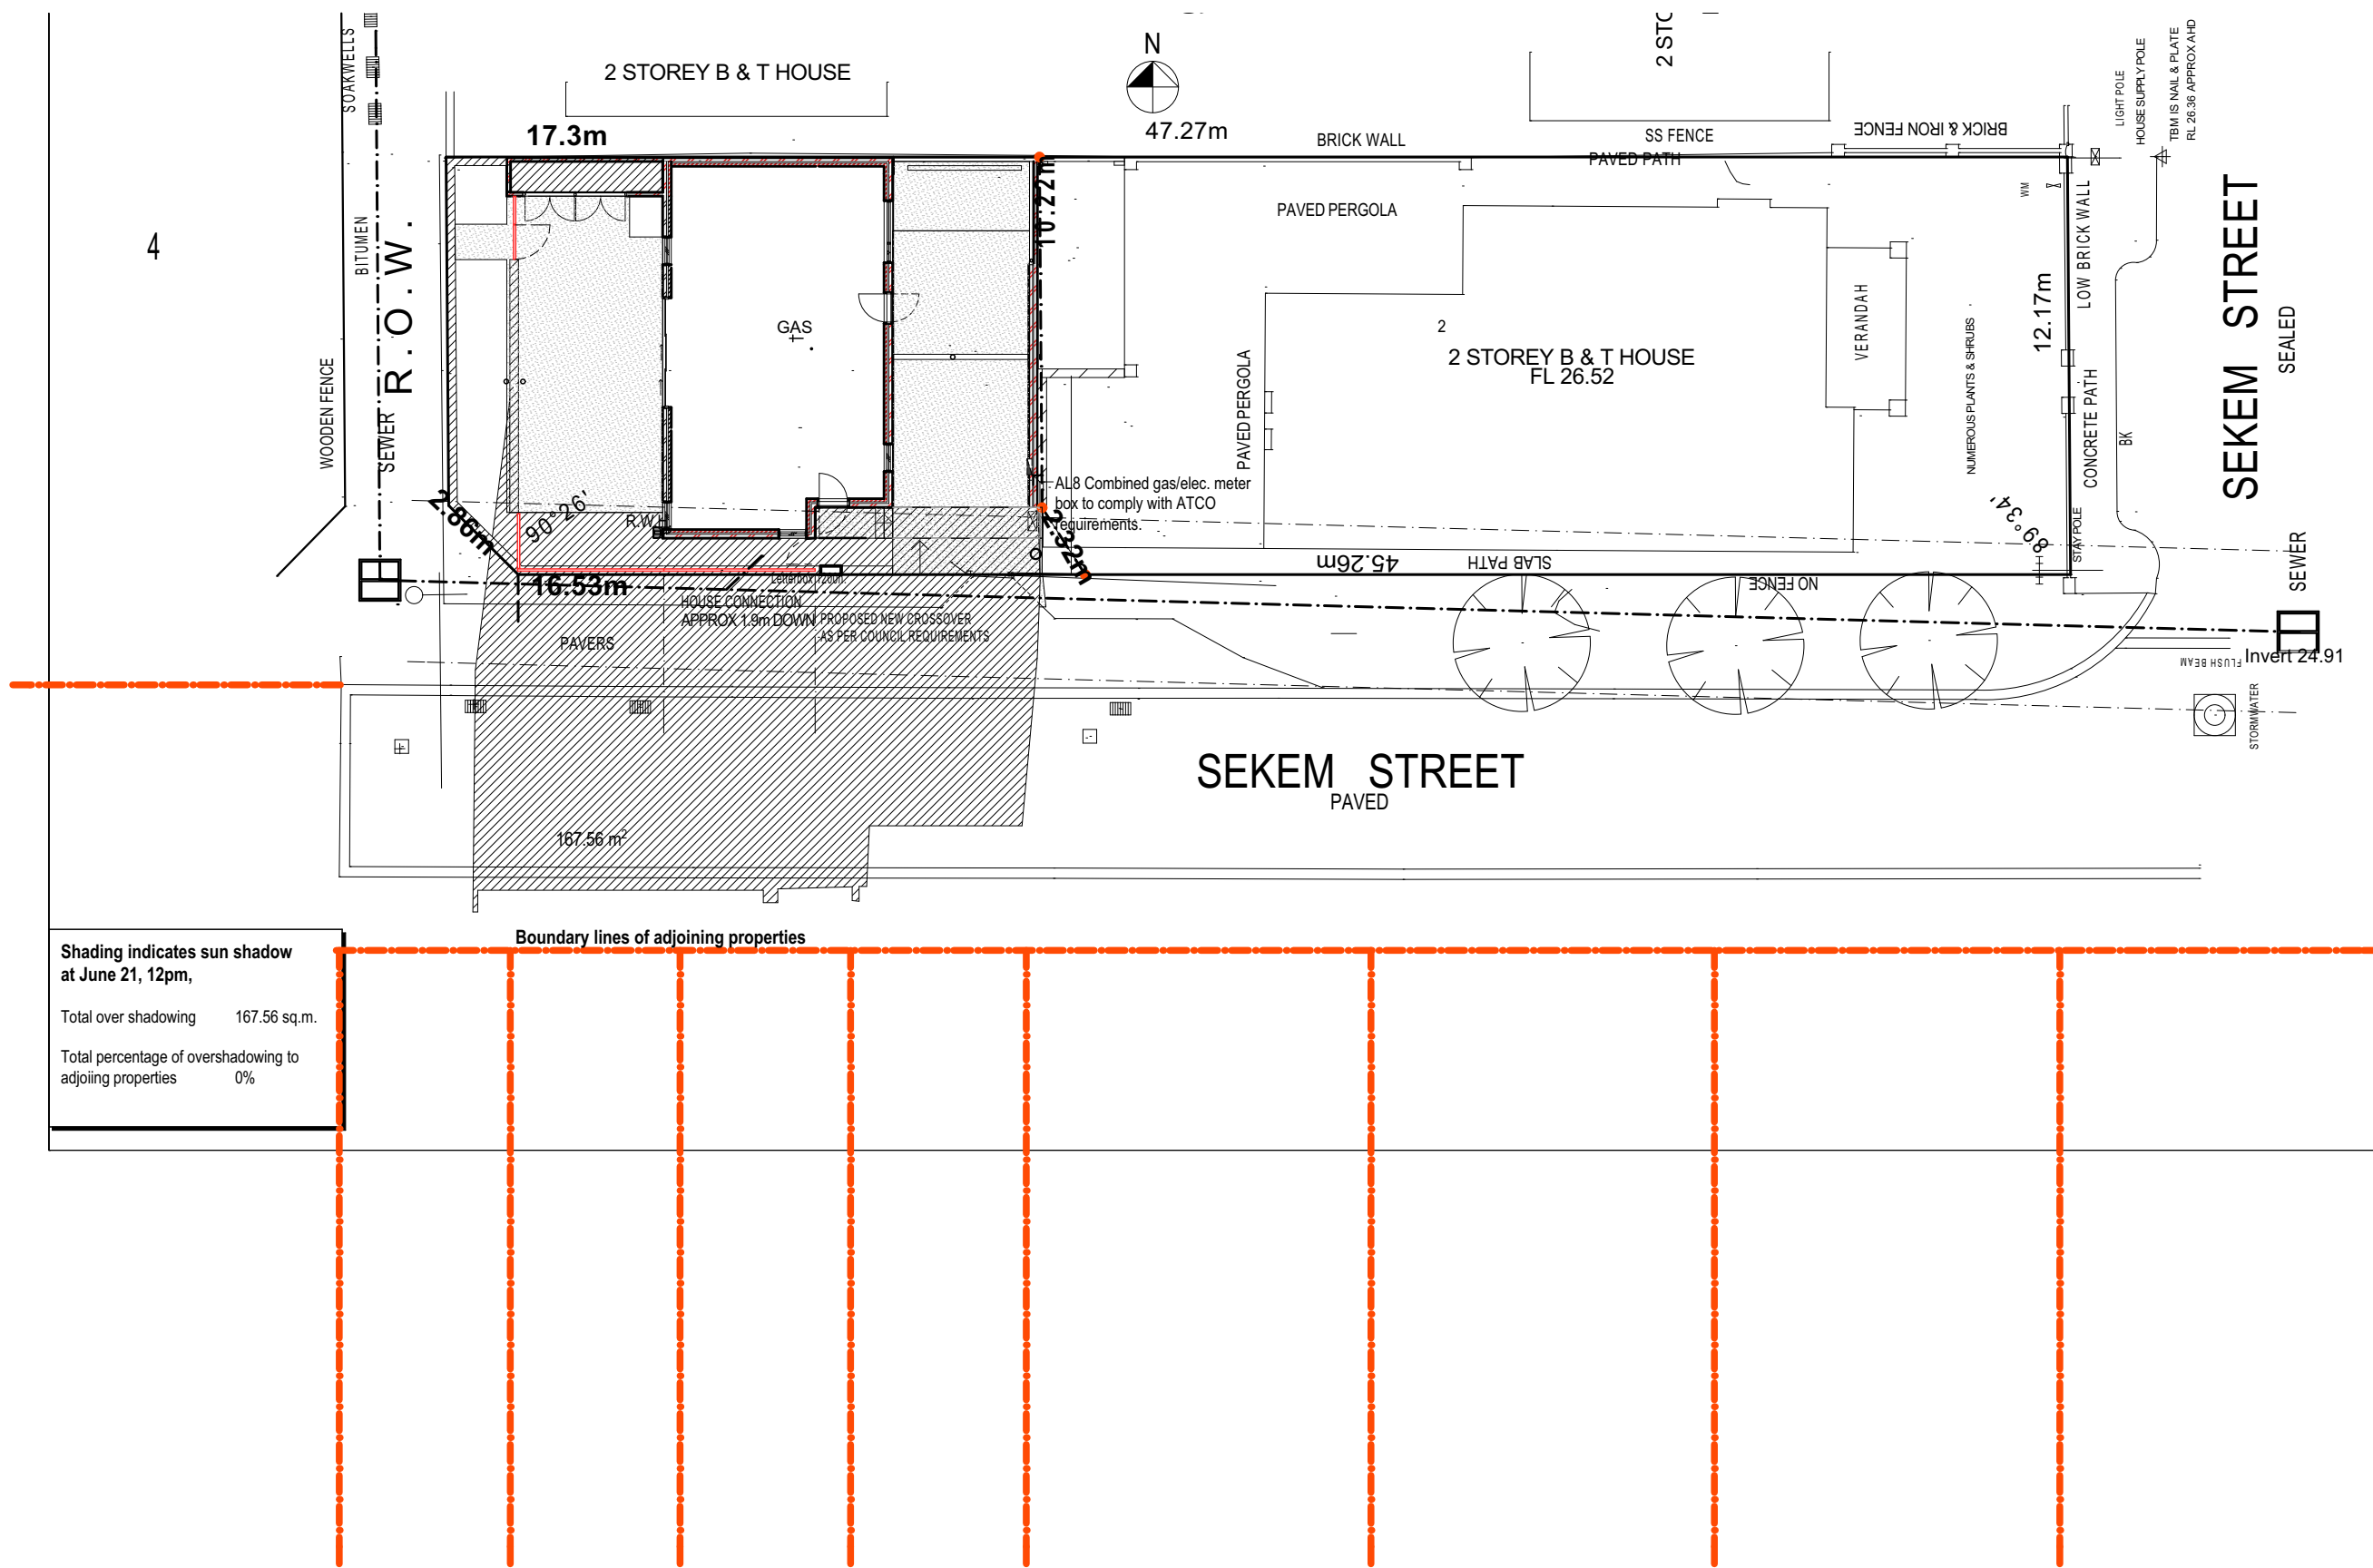 SOAKWELLS
2 STOREY B & T HOUSE
N
2 STO
LIGHT POLE
HOUSE SUPPLY POLE
TBM IS NAIL & PLATE
RL 26.36 APPROX AHD
17.3m
47.27m
BRICK WALL
SS FENCE
BRICK & IRON FENCE
PAVED PATH
4
BITUMEN
R.O.W.
10.22m
PAVED PERGOLA
WM
LOW BRICK WALL
SEKEM STREET
SEALED
GAS
2
2 STOREY B & T HOUSE
FL 26.52
VERANDAH
NUMEROUS PLANTS & SHRUBS
12.17m
WOODEN FENCE
SEWER
PAVED PERGOLA
CONCRETE PATH
BK
AL8 Combined gas/elec. meter
box to comply with ATCO
requirements.
2.86m
90°26'
R.W.
2.32m
89°34'
STAY POLE
45.26m
SLAB PATH
NO FENCE
SEWER
16.53m
Letterbox
HOUSE CONNECTION
APPROX 1.9m DOWN
PROPOSED NEW CROSSOVER
AS PER COUNCIL REQUIREMENTS
PAVERS
FLUSH BEAM
Invert 24.91
STORMWATER
SEKEM STREET
PAVED
167.56 m²
Boundary lines of adjoining properties
Shading indicates sun shadow
at June 21, 12pm,
Total over shadowing 167.56 sq.m.
Total percentage of overshadowing to
adjoiing properties 0%